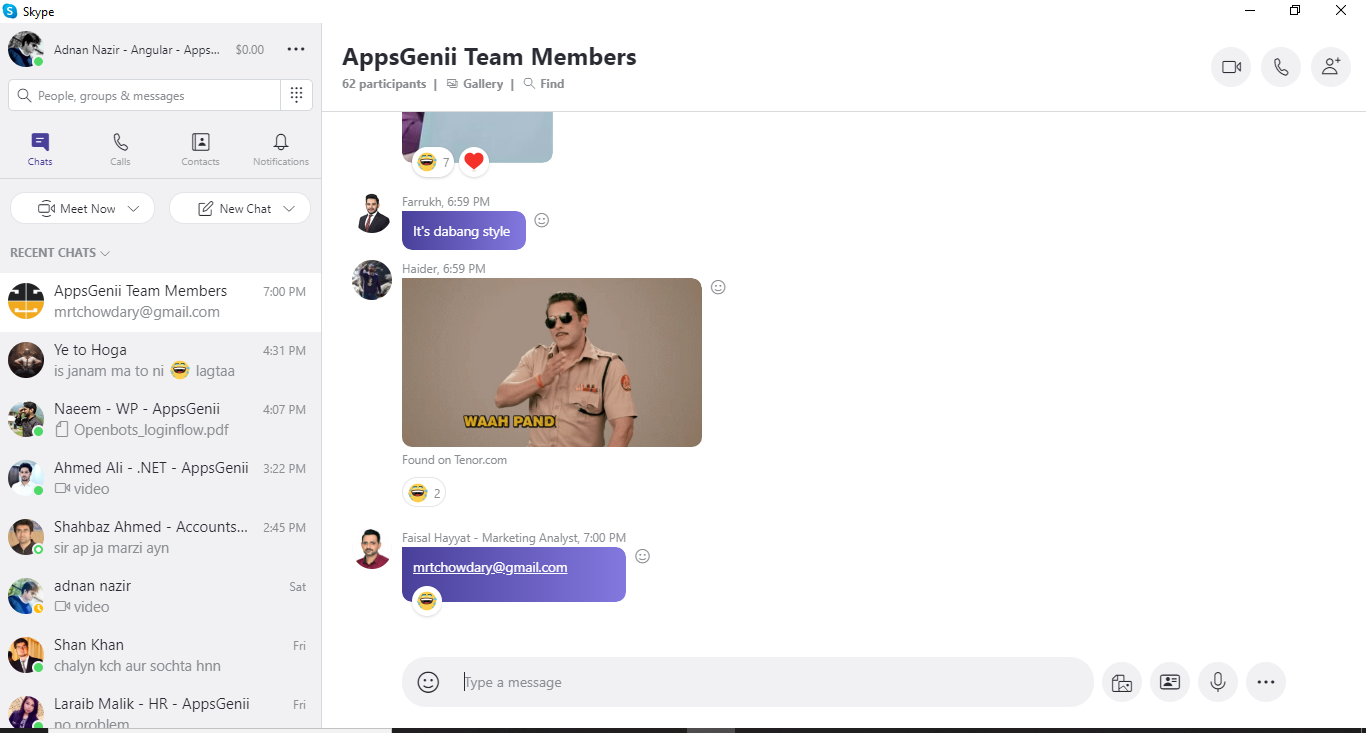 Skype
Adnan Nazir - Angular - Apps... $0.00
People, groups & messages
Chats Calls Contacts Notifications
Meet Now New Chat
RECENT CHATS
AppsGenii Team Members 7:00 PM
mrtchowdary@gmail.com
Ye to Hoga 4:31 PM
is janam ma to ni 😂 lagtaa
Naeem - WP - AppsGenii 4:07 PM
Openbots_loginflow.pdf
Ahmed Ali - .NET - AppsGenii 3:22 PM
video
Shahbaz Ahmed - Accounts... 2:45 PM
sir ap ja marzi ayn
adnan nazir Sat
video
Shan Khan Fri
chalyn kch aur sochta hnn
Laraib Malik - HR - AppsGenii Fri
no problem
AppsGenii Team Members
62 participants | Gallery | Find
7
Farrukh, 6:59 PM
It's dabang style
Haider, 6:59 PM
WAAH PAND
Found on Tenor.com
2
Faisal Hayyat - Marketing Analyst, 7:00 PM
mrtchowdary@gmail.com
Type a message